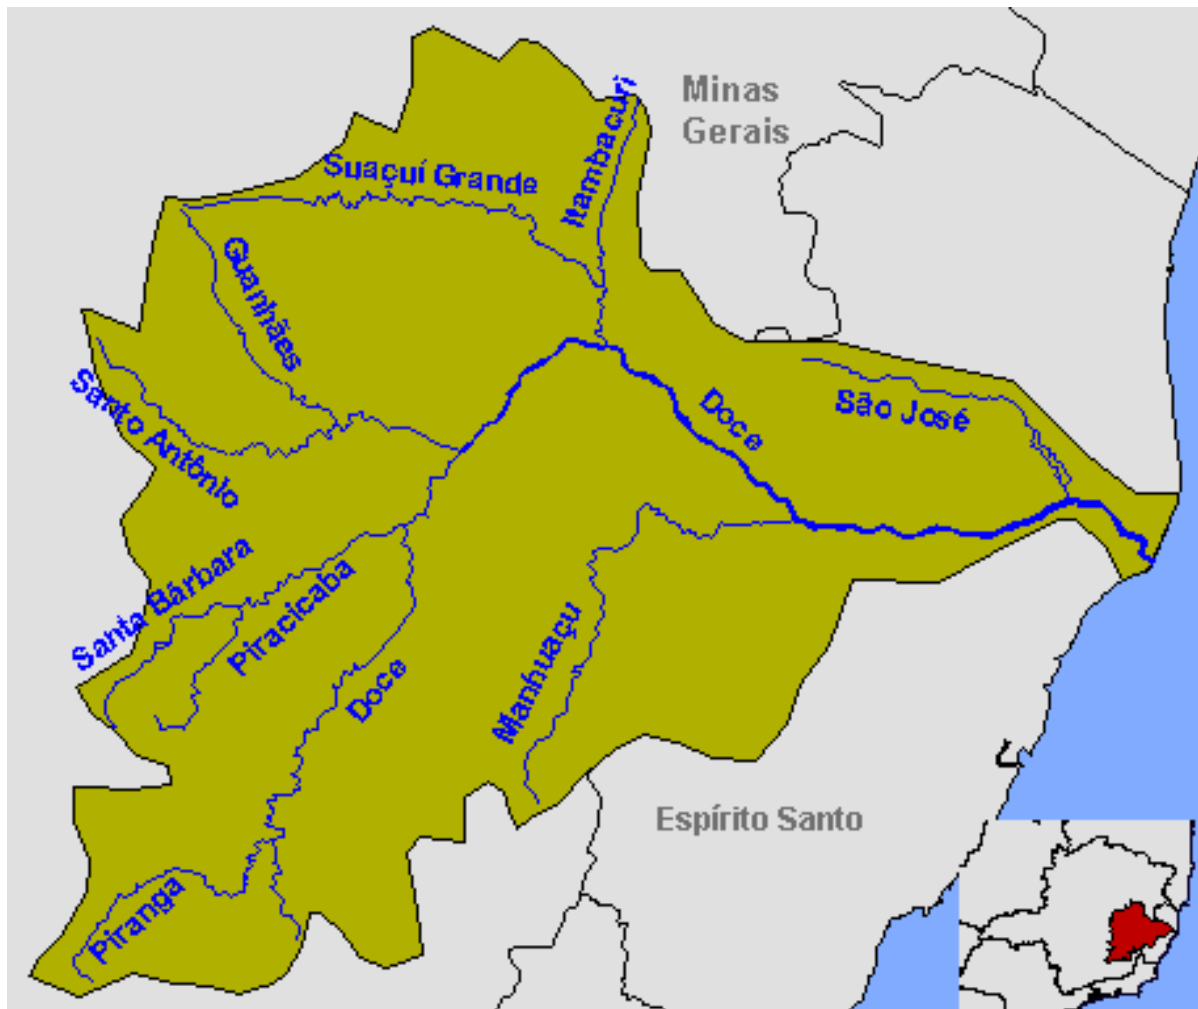 Minas
Gerais
Itambacuri
Suaçuí Grande
Guanhães
Santo Antônio
Doce
São José
Santa Bárbara
Piracicaba
Doce
Manhuaçu
Espírito Santo
Piranga